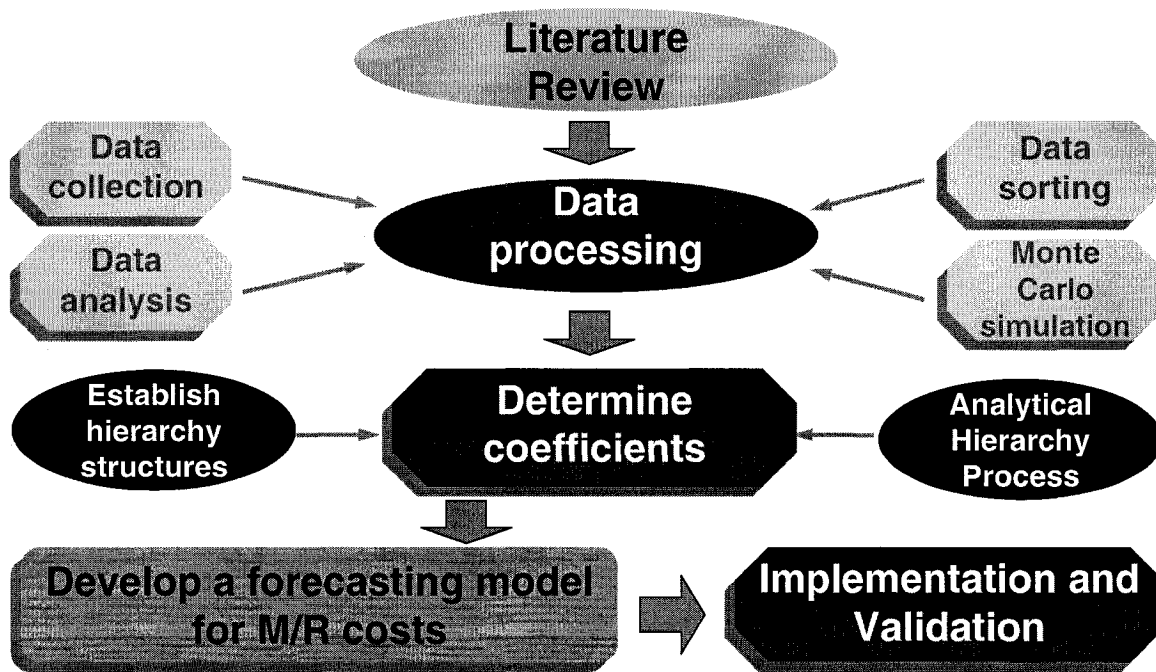 Literature
Review
Data
collection
Data
sorting
Data
processing
Data
analysis
Monte
Carlo
simulation
Establish
hierarchy
structures
Determine
coefficients
Analytical
Hierarchy
Process
Develop a forecasting model
for M/R costs
Implementation and
Validation